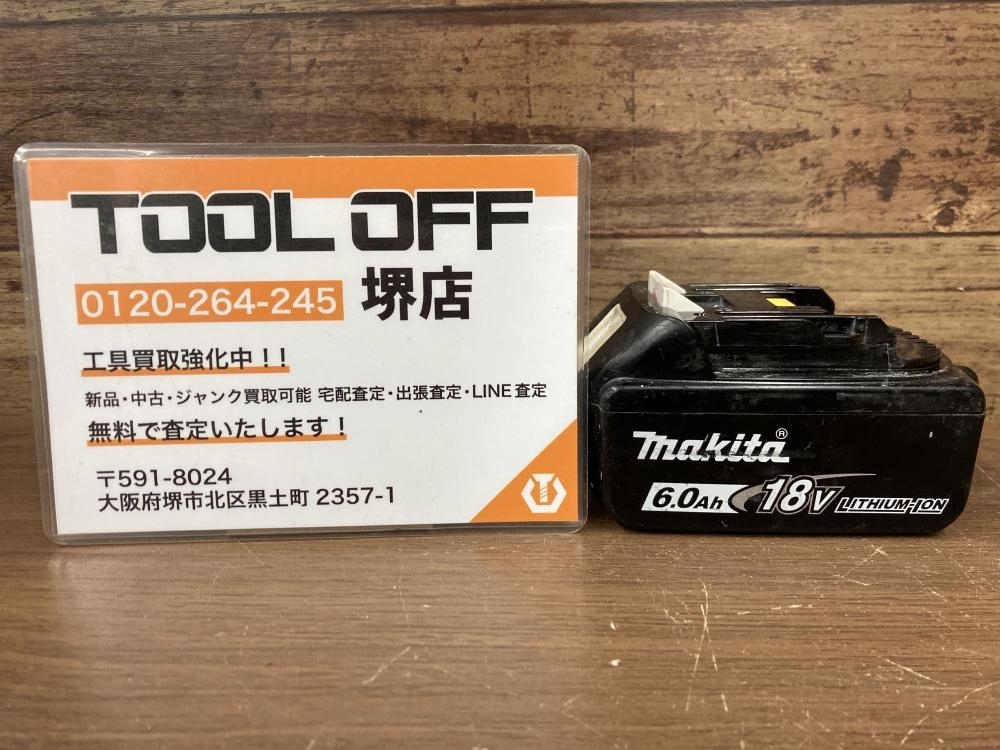 TOOL OFF
0120-264-245 堺店
工具買取強化中！！
新品・中古・ジャンク買取可能 宅配査定・出張査定・LINE査定
無料で査定いたします！
〒591-8024
大阪府堺市北区黒土町 2357-1
makita®
6.0Ah 18V LITHIUM-ION